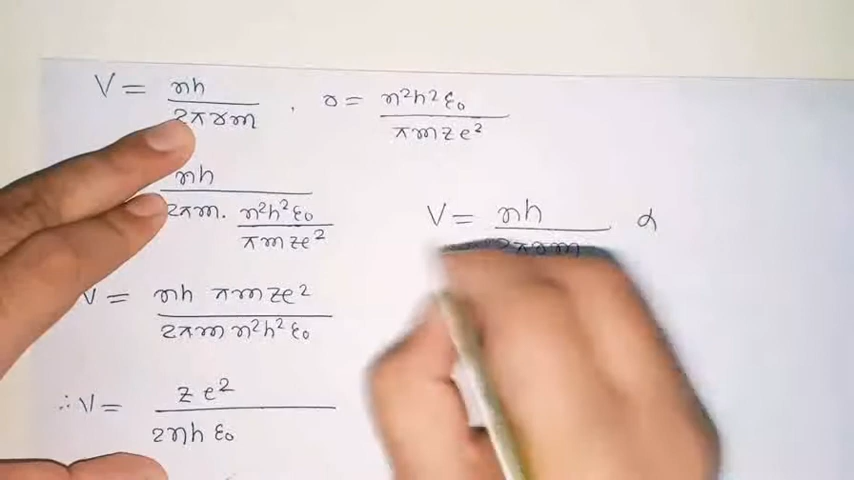 V = nh / 2πrm . r = n²h²ε₀ / πmze²
nh / 2πm. n²h²ε₀ / πmze²
V = nh πmze² / 2πm n²h²ε₀
∴ V = ze² / 2nh ε₀
V = nh / 2πrm α